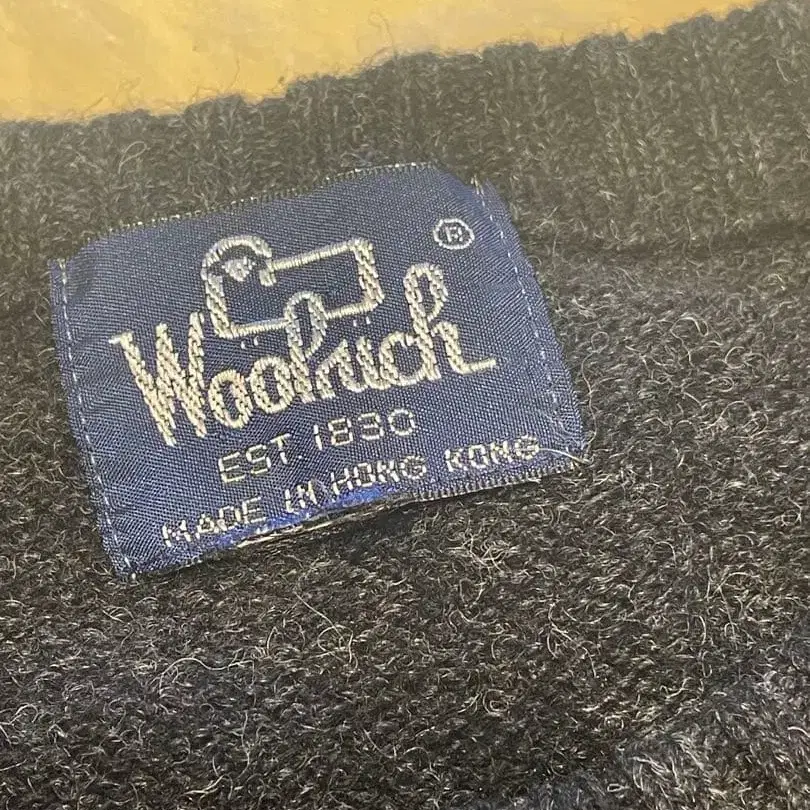 ®
Woolrich
EST. 1830
MADE IN HONG KONG